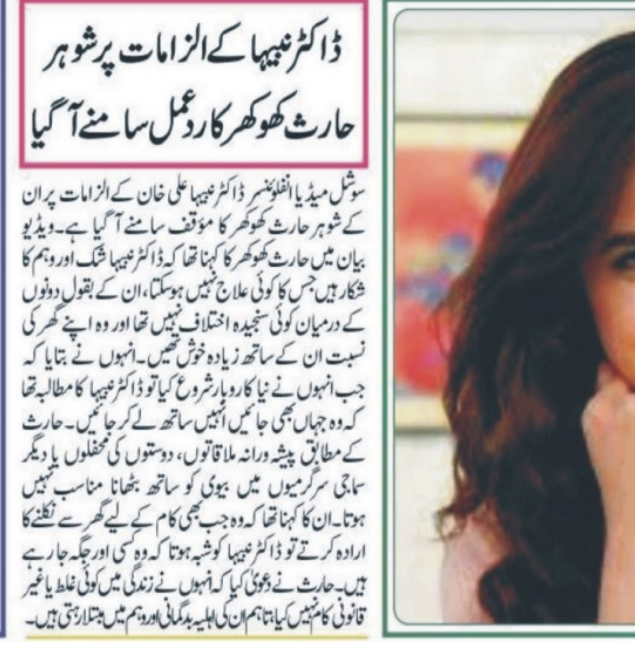 ڈاکٹر نبیہا کے الزامات پر شوہر
حارث کھوکھر کا ردعمل سامنے آ گیا
سوشل میڈیا انفلوئنسر ڈاکٹر نبیہا علی خان کے الزامات پر ان
کے شوہر حارث کھوکھر کا مؤقف سامنے آ گیا ہے۔ ویڈیو
بیان میں حارث کھوکھر کا کہنا تھا کہ ڈاکٹر نبیہا شک اور وہم کا
شکار ہیں جس کا کوئی علاج نہیں ہوسکتا، ان کے بقول دونوں
کے درمیان کوئی سنجیدہ اختلاف نہیں تھا اور وہ اپنے گھر کی
نسبت ان کے ساتھ زیادہ خوش تھیں۔ انہوں نے بتایا کہ
جب انہوں نے نیا کاروبار شروع کیا تو ڈاکٹر نبیہا کا مطالبہ تھا
کہ وہ جہاں بھی جائیں انہیں ساتھ لے کر جائیں۔ حارث
کے مطابق پیشہ ورانہ ملاقاتوں، دوستوں کی محفلوں یا دیگر
سماجی سرگرمیوں میں بیوی کو ساتھ بٹھانا مناسب نہیں
ہوتا۔ ان کا کہنا تھا کہ وہ جب بھی کام کے لیے گھر سے نکلنے کا
ارادہ کرتے تو ڈاکٹر نبیہا کو شبہ ہوتا کہ وہ کسی اور جگہ جا رہے
ہیں۔ حارث نے دعویٰ کیا کہ انہوں نے زندگی میں کوئی غلط یا غیر
قانونی کام نہیں کیا، تاہم ان کی اہلیہ بدگمانی اور وہم میں مبتلا رہتی ہیں۔